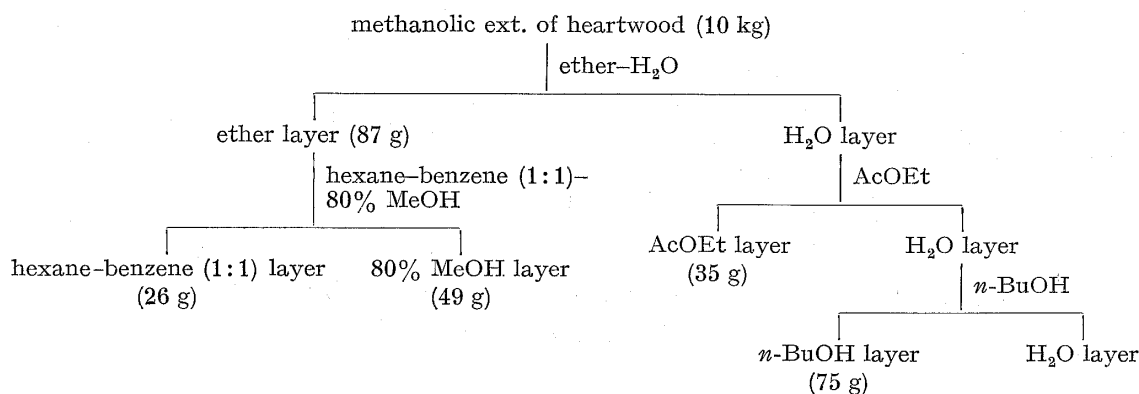 methanolic ext. of heartwood (10 kg)
ether–H₂O
ether layer (87 g)
H₂O layer
hexane–benzene (1:1)–
80% MeOH
AcOEt
hexane–benzene (1:1) layer
(26 g)
80% MeOH layer
(49 g)
AcOEt layer
(35 g)
H₂O layer
n-BuOH
n-BuOH layer
(75 g)
H₂O layer